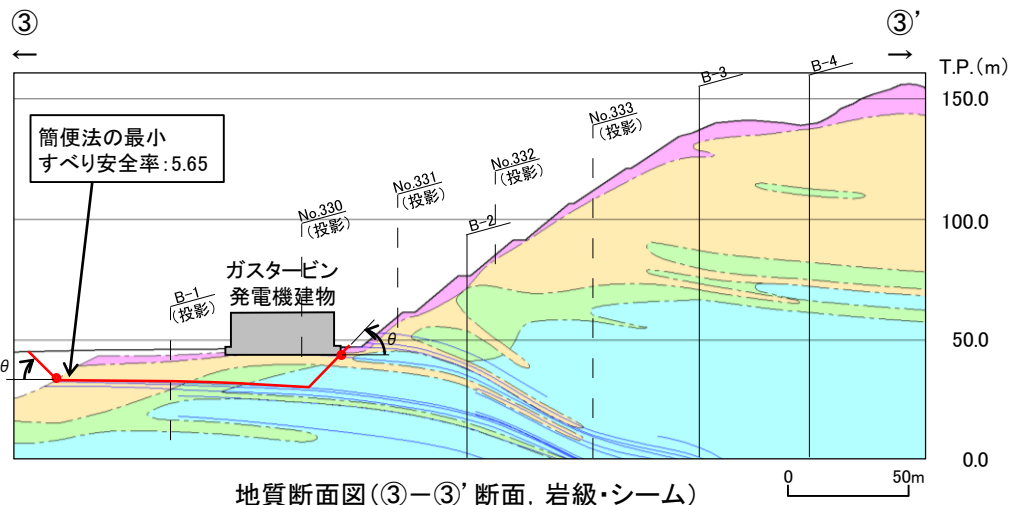 ③
③’
←
→
T.P.(m)
150.0
100.0
50.0
0.0
簡便法の最小
すべり安全率:5.65
B-1
(投影)
ガスタービン
発電機建物
No.330
(投影)
No.331
(投影)
B-2
No.332
(投影)
No.333
(投影)
B-3
B-4
θ
θ
0
50m
地質断面図(③-③’断面,岩級・シーム)